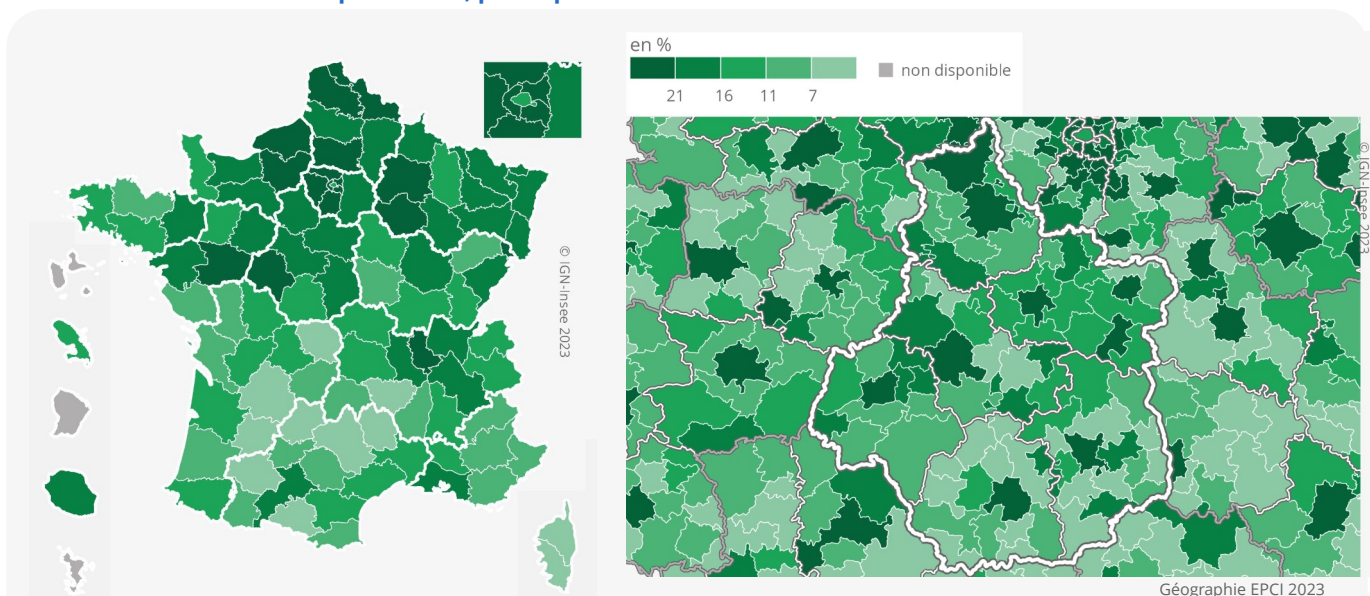 en %
21 16 11 7
non disponible
© IGN-Insee 2023
© IGN-Insee 2023
Géographie EPCI 2023